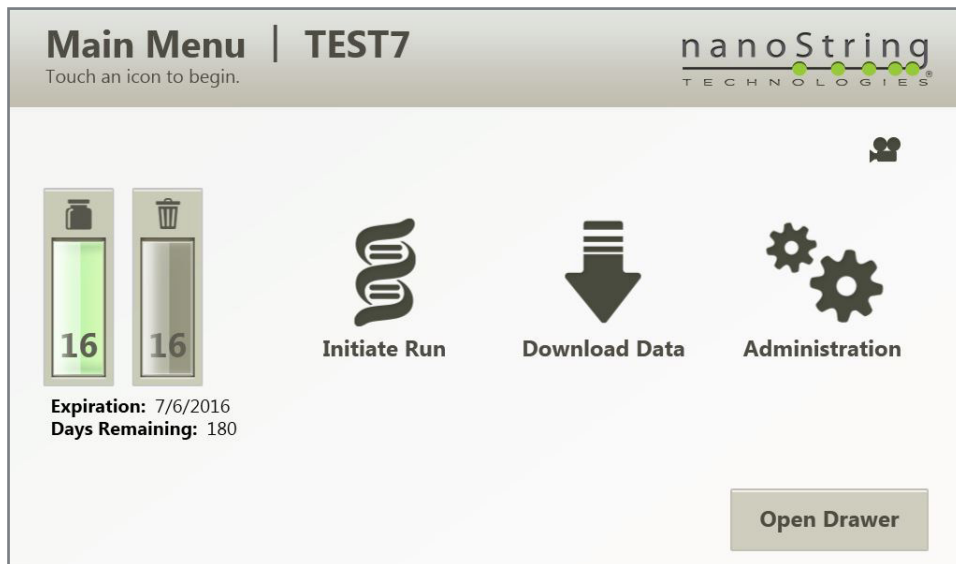 Main Menu | TEST7
Touch an icon to begin.
nanoString
TECHNOLOGIES®
16
16
Initiate Run
Download Data
Administration
Expiration: 7/6/2016
Days Remaining: 180
Open Drawer